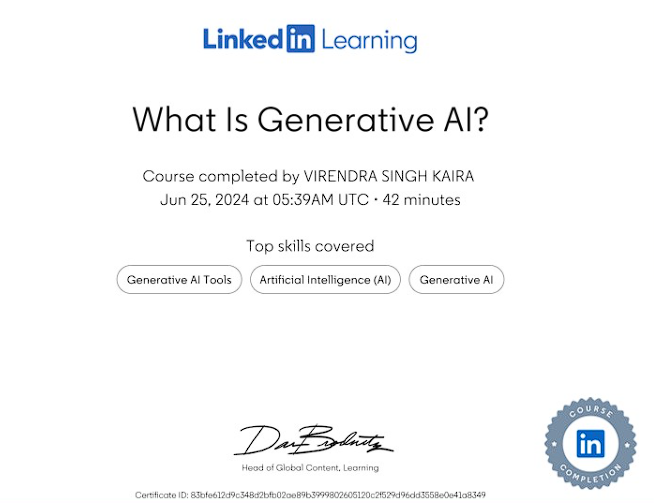 Linked in Learning
What Is Generative AI?
Course completed by VIRENDRA SINGH KAIRA
Jun 25, 2024 at 05:39AM UTC • 42 minutes
Top skills covered
Generative AI Tools
Artificial Intelligence (AI)
Generative AI
Head of Global Content, Learning
COURSE
in
COMPLETION
Certificate ID: 83bfe612d9c348d2bfb02ae89b3999802605120c2f529d96dd3558e0e41a8349